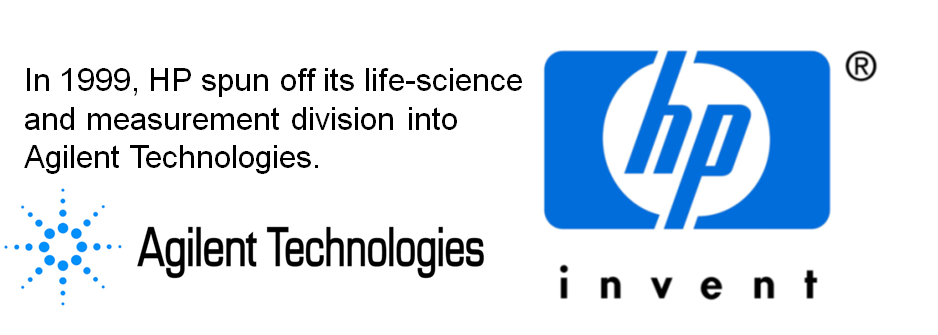 In 1999, HP spun off its life-science
and measurement division into
Agilent Technologies.
Agilent Technologies
hp
®
invent